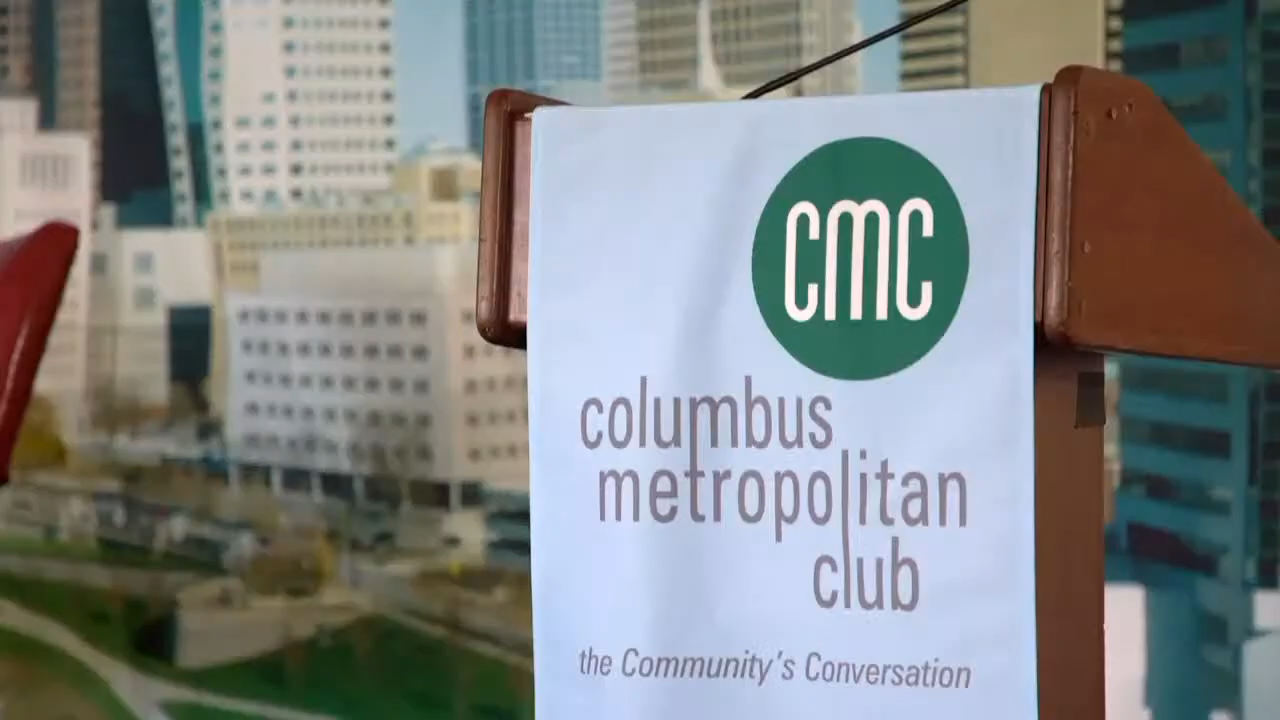 cmc
columbus
metropolitan
club
the Community's Conversation